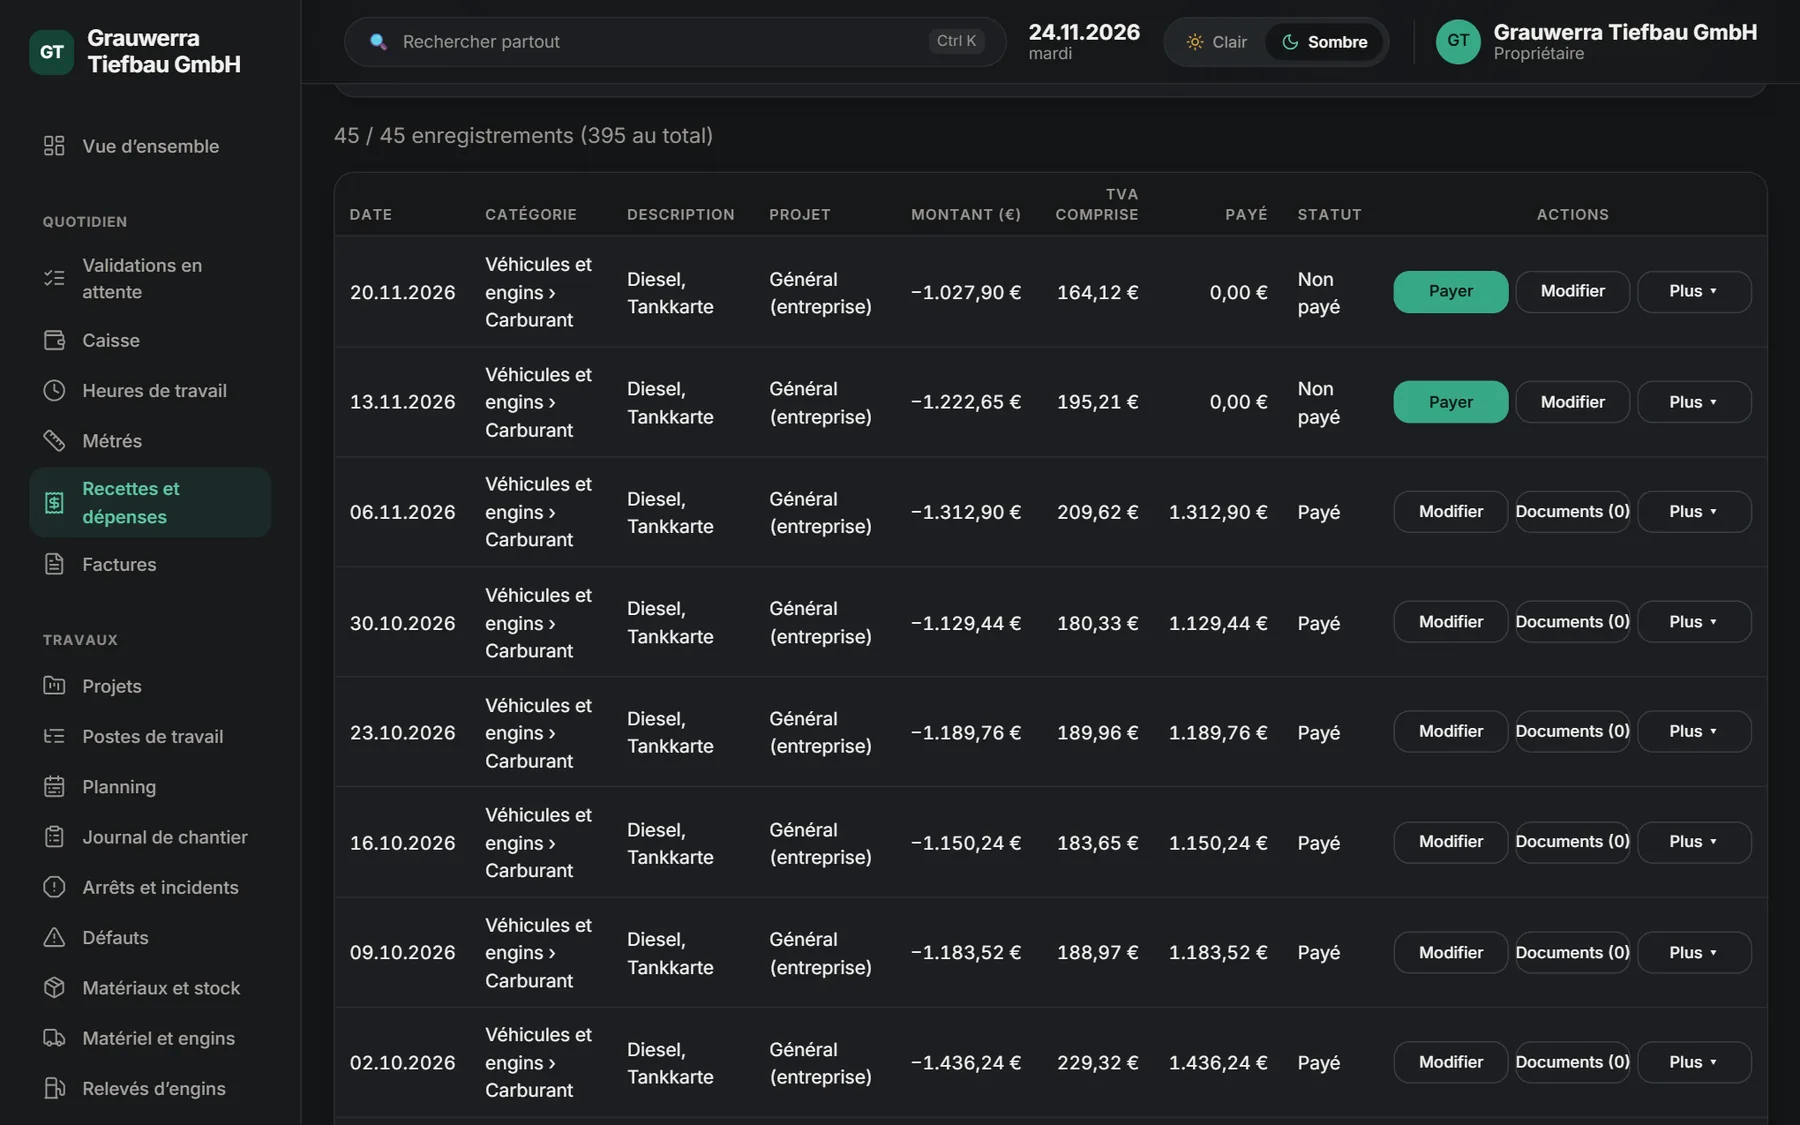 GT
Grauwerra
Tiefbau GmbH
Rechercher partout
Ctrl K
24.11.2026
mardi
Clair
Sombre
GT
Grauwerra Tiefbau GmbH
Propriétaire
Vue d’ensemble
QUOTIDIEN
Validations en
attente
Caisse
Heures de travail
Métrés
Recettes et
dépenses
Factures
TRAVAUX
Projets
Postes de travail
Planning
Journal de chantier
Arrêts et incidents
Défauts
Matériaux et stock
Matériel et engins
Relevés d’engins
45 / 45 enregistrements (395 au total)
DATE CATÉGORIE DESCRIPTION PROJET MONTANT (€) TVA COMPRISE PAYÉ STATUT ACTIONS
20.11.2026 Véhicules et engins › Carburant Diesel, Tankkarte Général (entreprise) −1.027,90 € 164,12 € 0,00 € Non payé Payer Modifier Plus ▾
13.11.2026 Véhicules et engins › Carburant Diesel, Tankkarte Général (entreprise) −1.222,65 € 195,21 € 0,00 € Non payé Payer Modifier Plus ▾
06.11.2026 Véhicules et engins › Carburant Diesel, Tankkarte Général (entreprise) −1.312,90 € 209,62 € 1.312,90 € Payé Modifier Documents (0) Plus ▾
30.10.2026 Véhicules et engins › Carburant Diesel, Tankkarte Général (entreprise) −1.129,44 € 180,33 € 1.129,44 € Payé Modifier Documents (0) Plus ▾
23.10.2026 Véhicules et engins › Carburant Diesel, Tankkarte Général (entreprise) −1.189,76 € 189,96 € 1.189,76 € Payé Modifier Documents (0) Plus ▾
16.10.2026 Véhicules et engins › Carburant Diesel, Tankkarte Général (entreprise) −1.150,24 € 183,65 € 1.150,24 € Payé Modifier Documents (0) Plus ▾
09.10.2026 Véhicules et engins › Carburant Diesel, Tankkarte Général (entreprise) −1.183,52 € 188,97 € 1.183,52 € Payé Modifier Documents (0) Plus ▾
02.10.2026 Véhicules et engins › Carburant Diesel, Tankkarte Général (entreprise) −1.436,24 € 229,32 € 1.436,24 € Payé Modifier Documents (0) Plus ▾